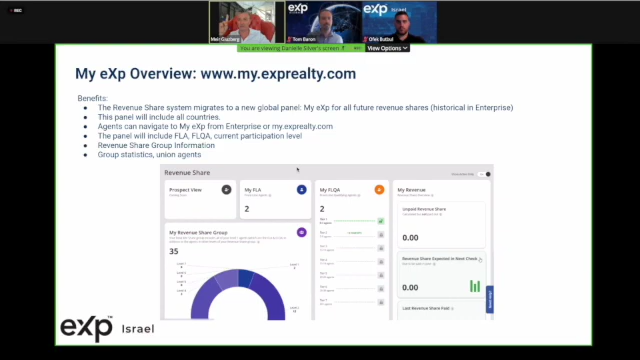 REC
eXp
eXp
Israel
Meir Glazberg
Tom Baron
Ofek Butbul
You are viewing Danielle Silver's screen
View Options
My eXp Overview: www.my.exprealty.com
Benefits:
The Revenue Share system migrates to a new global panel: My eXp for all future revenue shares (historical in Enterprise)
This panel will include all countries.
Agents can navigate to My eXp from Enterprise or my.exprealty.com
The panel will include FLA, FLQA, current participation level
Revenue Share Group Information
Group statistics, union agents
Revenue Share
Prospect View
My FLA
2
My FLQA
2
My Revenue
Unpaid Revenue Share
0.00
My Revenue Share Group
35
Revenue Share Expected in Next Check
0.00
Last Revenue Share Paid
eXp Israel